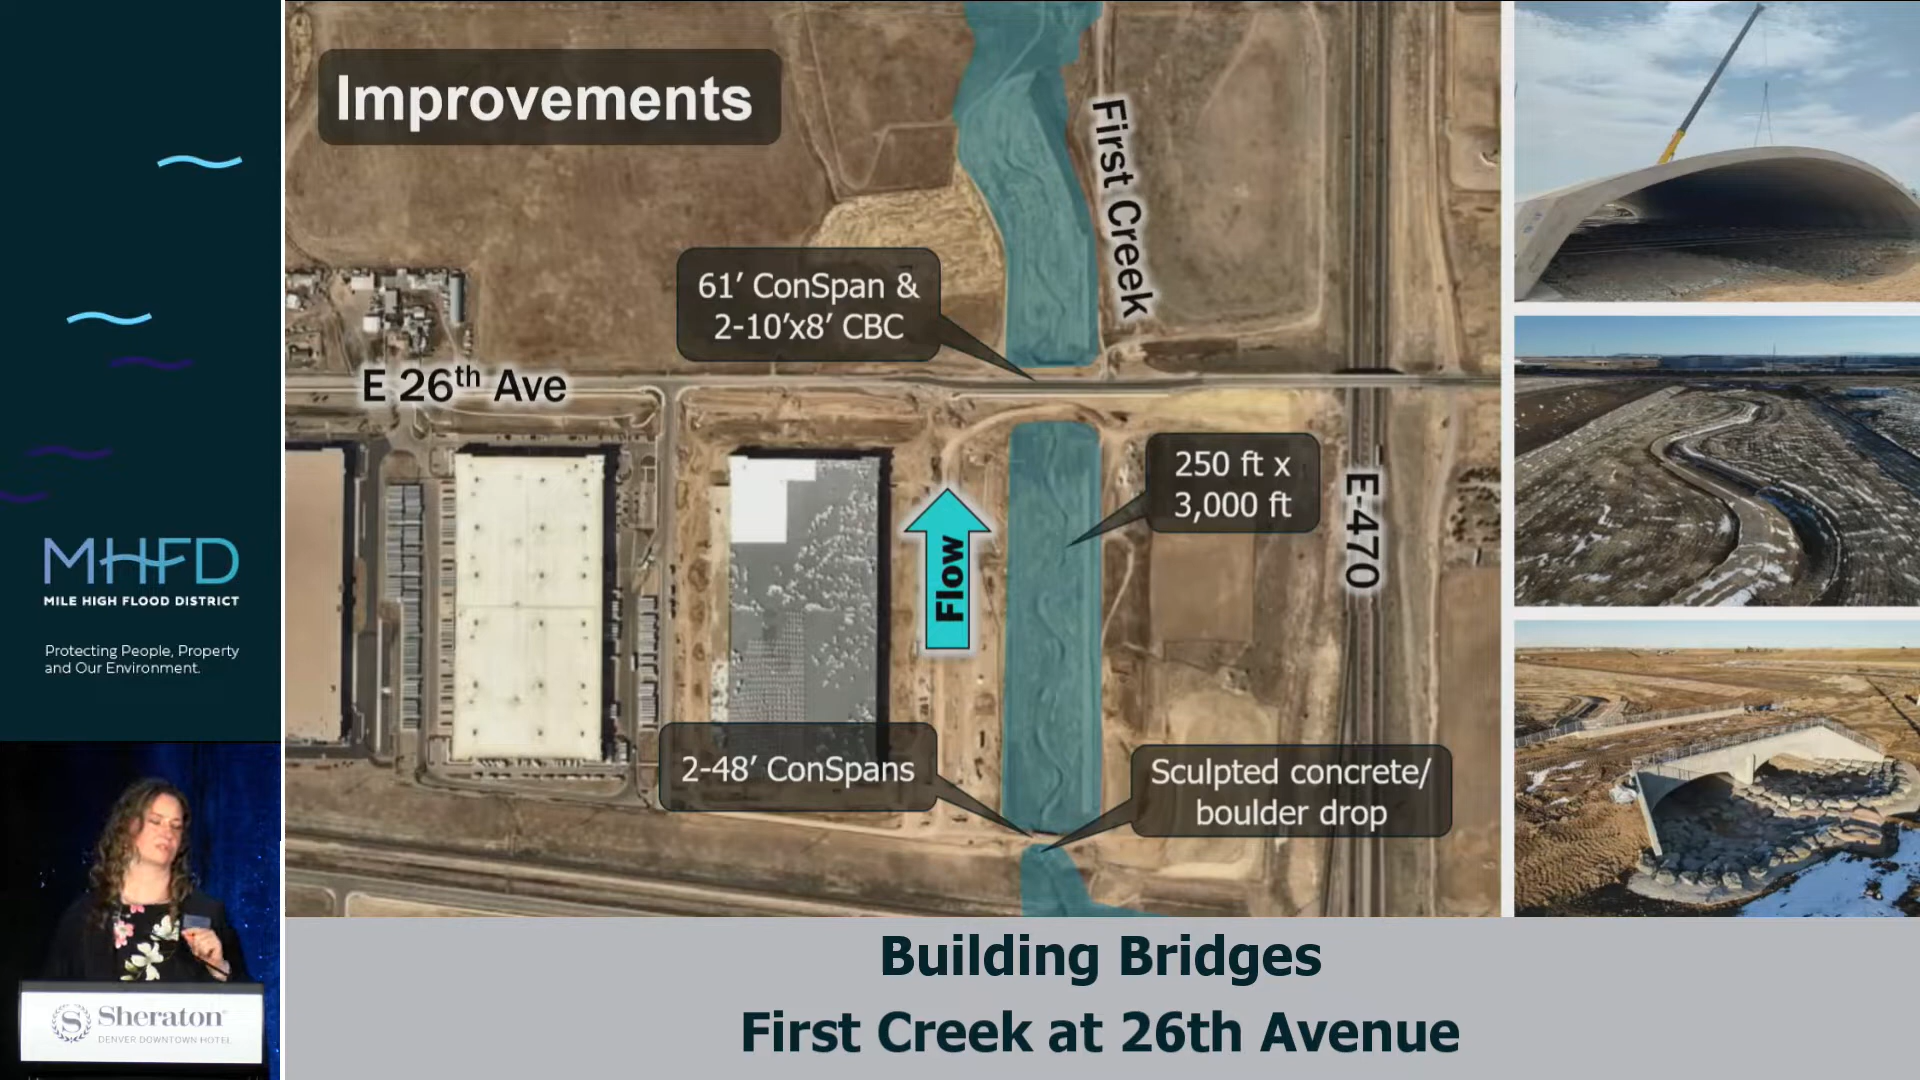 Improvements
First Creek
61′ ConSpan &
2-10′x8′ CBC
E 26th Ave
250 ft x
3,000 ft
E-470
Flow
2-48′ ConSpans
Sculpted concrete/
boulder drop
MHFD
MILE HIGH FLOOD DISTRICT
Protecting People, Property
and Our Environment.
S Sheraton
DENVER DOWNTOWN HOTEL
Building Bridges
First Creek at 26th Avenue